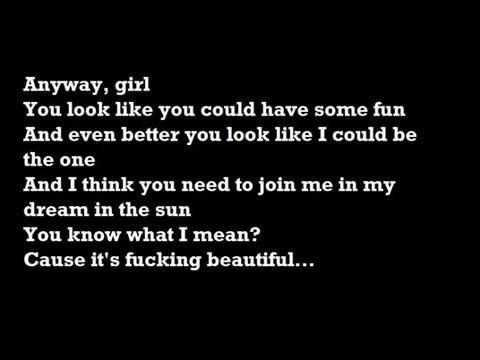 Anyway, girl
You look like you could have some fun
And even better you look like I could be
the one
And I think you need to join me in my
dream in the sun
You know what I mean?
Cause it's fucking beautiful...